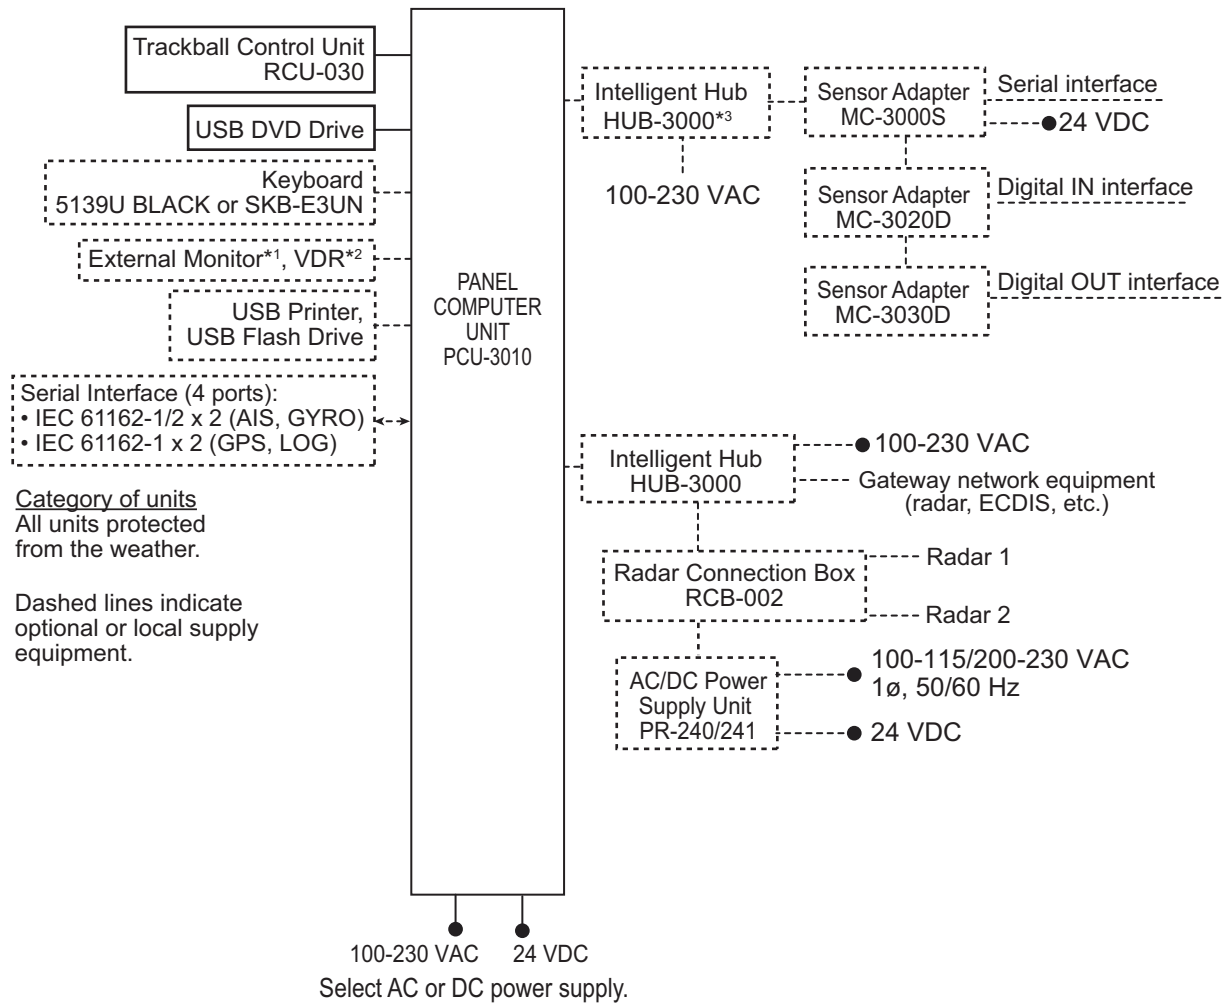 Trackball Control Unit
RCU-030
USB DVD Drive
Keyboard
5139U BLACK or SKB-E3UN
External Monitor*1, VDR*2
USB Printer,
USB Flash Drive
Serial Interface (4 ports):
• IEC 61162-1/2 x 2 (AIS, GYRO)
• IEC 61162-1 x 2 (GPS, LOG)
Category of units
All units protected
from the weather.
Dashed lines indicate
optional or local supply
equipment.
PANEL
COMPUTER
UNIT
PCU-3010
100-230 VAC
24 VDC
Select AC or DC power supply.
Intelligent Hub
HUB-3000*3
100-230 VAC
Sensor Adapter
MC-3000S
Serial interface
24 VDC
Sensor Adapter
MC-3020D
Digital IN interface
Sensor Adapter
MC-3030D
Digital OUT interface
Intelligent Hub
HUB-3000
100-230 VAC
Gateway network equipment
(radar, ECDIS, etc.)
Radar Connection Box
RCB-002
Radar 1
Radar 2
AC/DC Power
Supply Unit
PR-240/241
100-115/200-230 VAC
1ø, 50/60 Hz
24 VDC